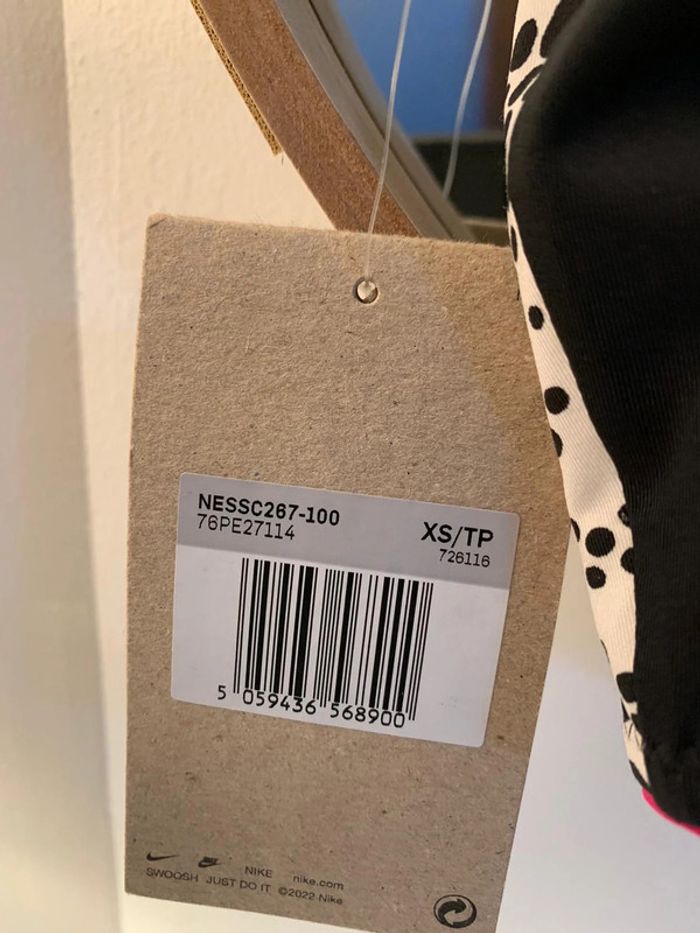 NESSC267-100
76PE27114
XS/TP
726116
5 059436 568900
NIKE nike.com
SWOOSH JUST DO IT ©2022 Nike